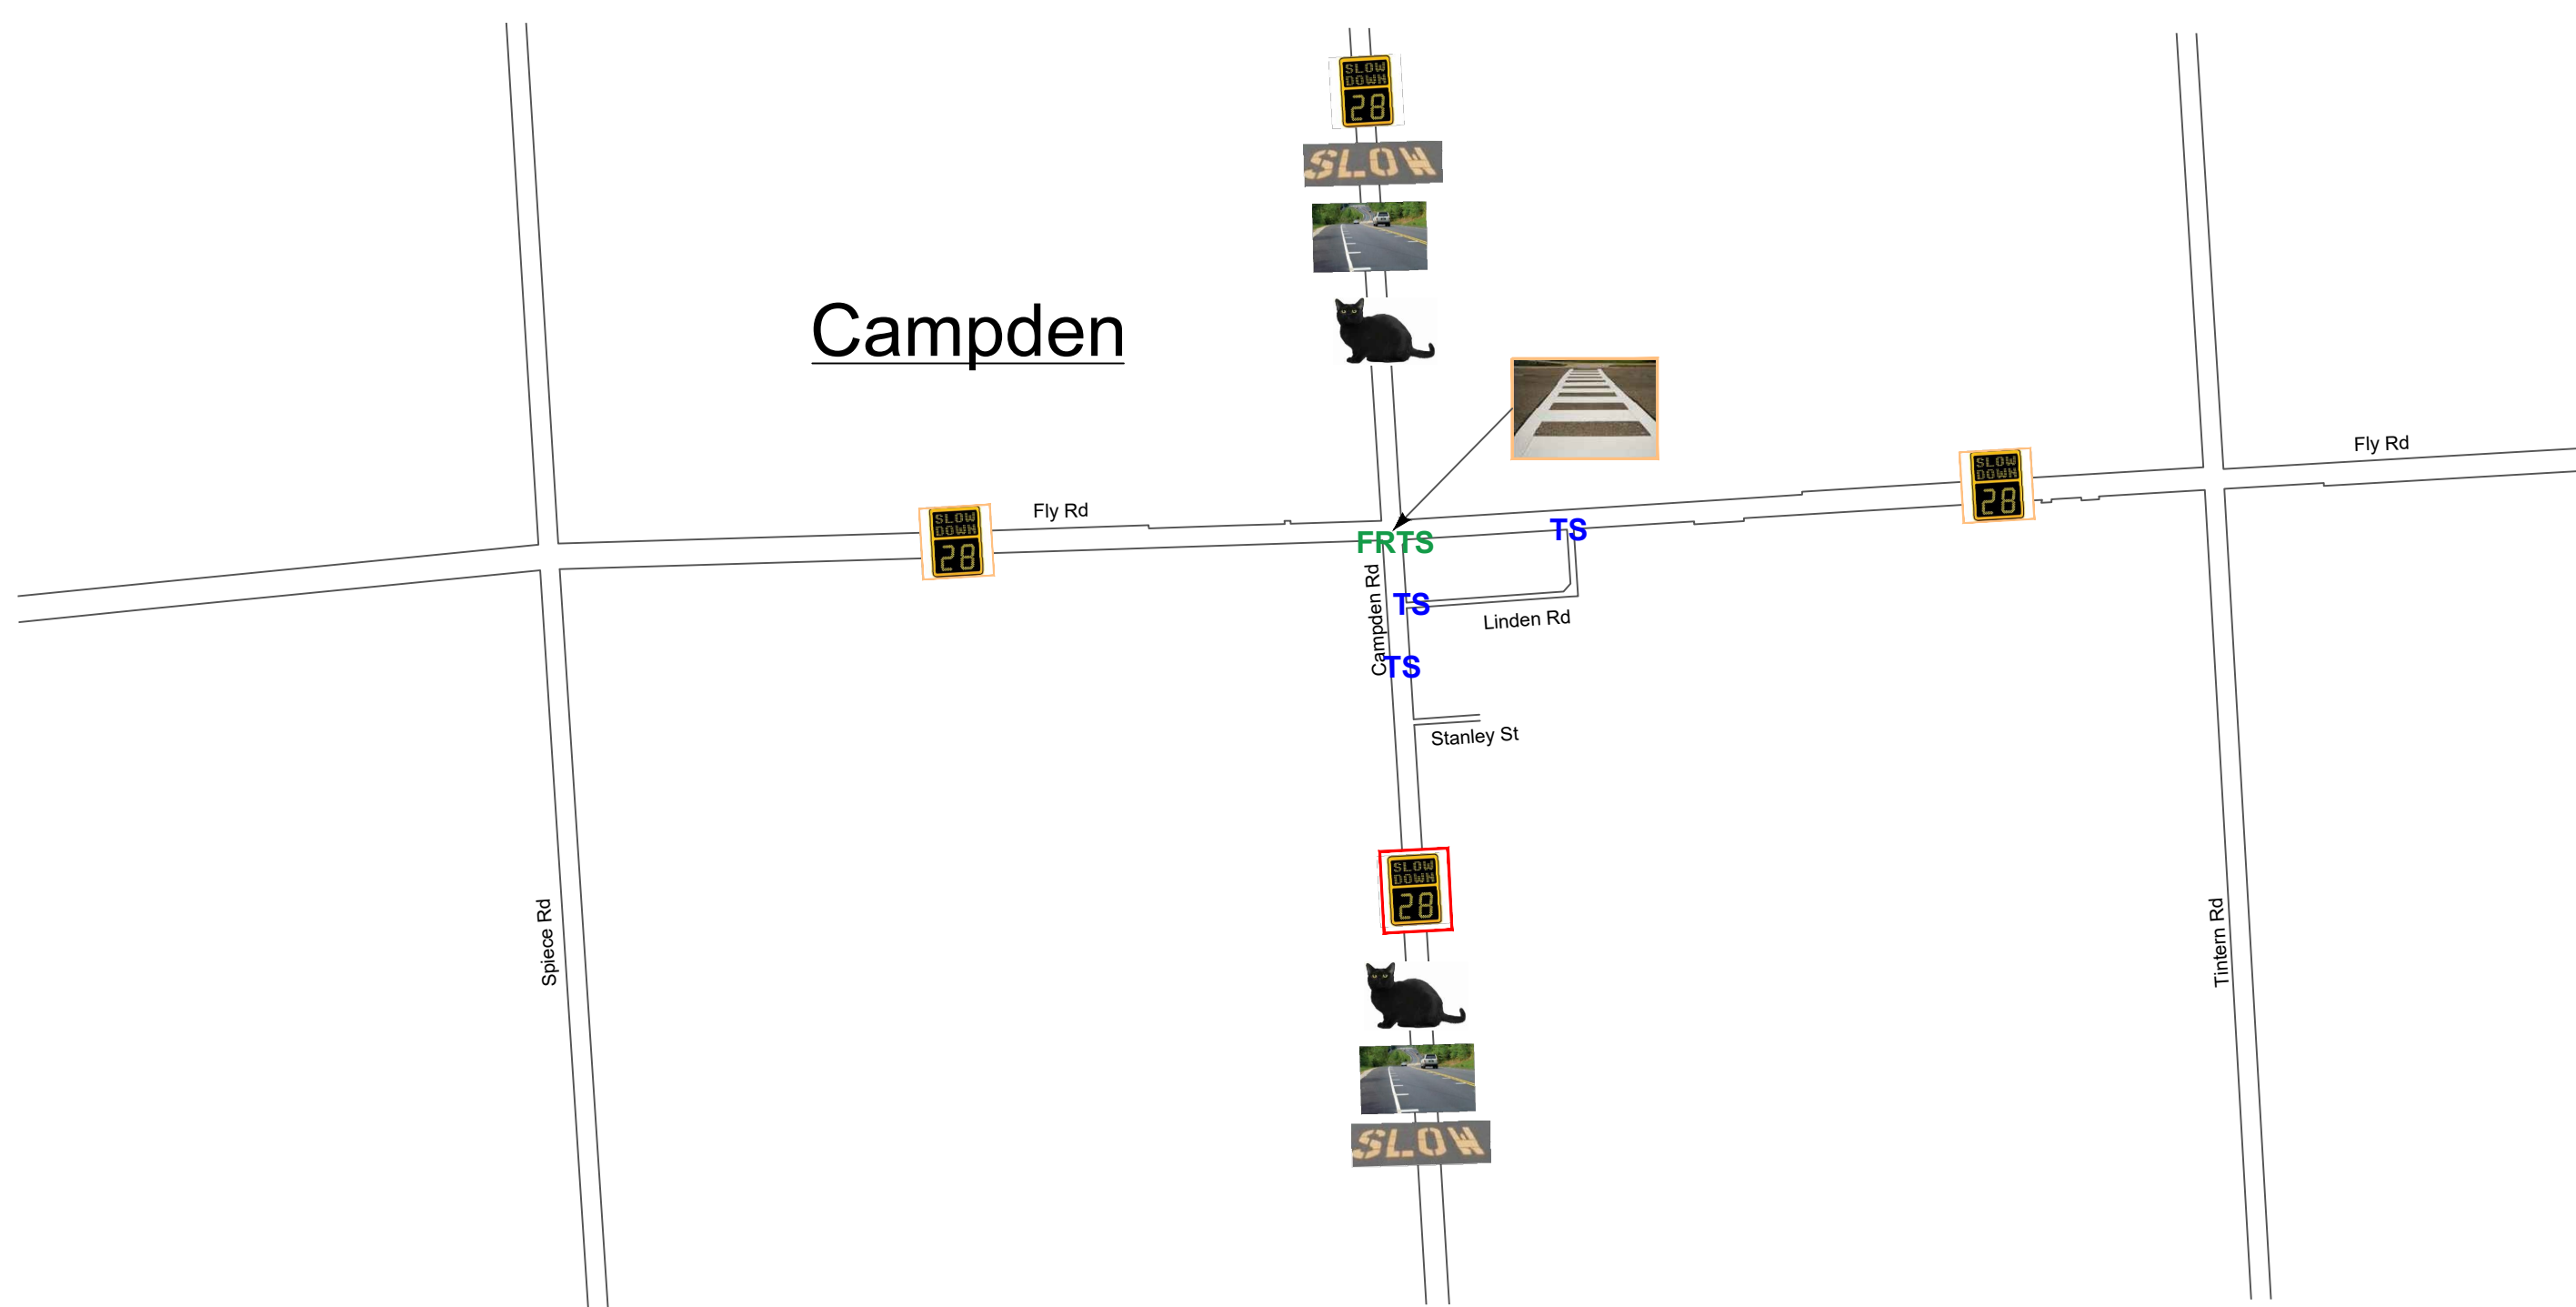 SLOW
DOWN
28
SLOW
Campden
Fly Rd
SLOW
DOWN
28
Fly Rd
SLOW
DOWN
28
TS
FRTS
Campden Rd
TS
Linden Rd
TS
Stanley St
SLOW
DOWN
28
Spiece Rd
Tintern Rd
SLOW